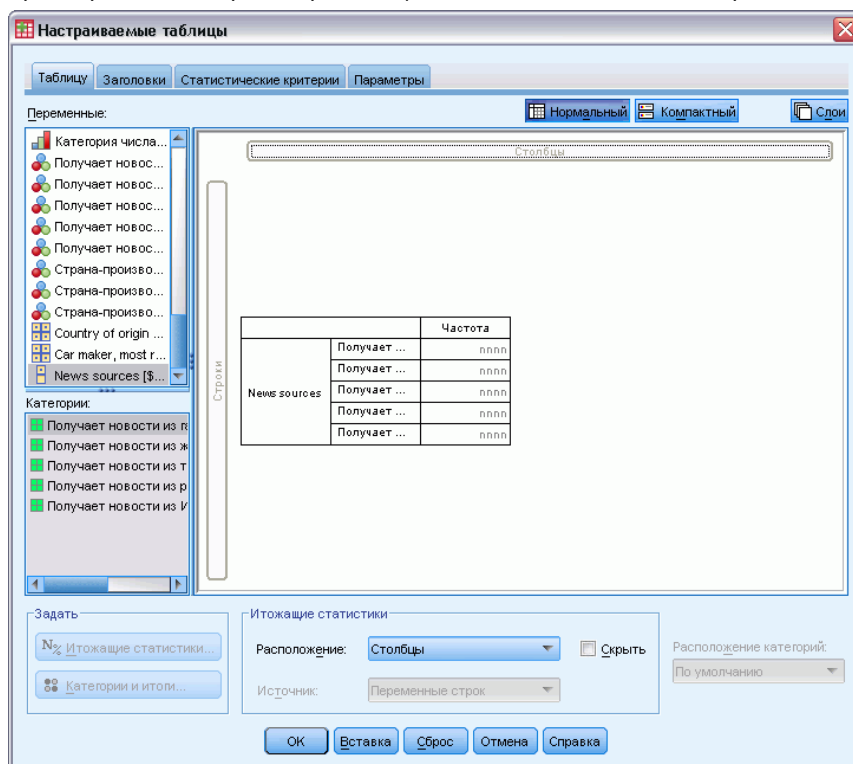 Настраиваемые таблицы
Таблицу Заголовки Статистические критерии Параметры
Переменные:
Нормальный Компактный Слои
Категория числа...
Получает новос...
Получает новос...
Получает новос...
Получает новос...
Получает новос...
Страна-произво...
Страна-произво...
Страна-произво...
Country of origin ...
Car maker, most r...
News sources [$...
Категории:
Получает новости из га
Получает новости из ж
Получает новости из т
Получает новости из р
Получает новости из И
Столбцы
Строки
Частота
News sources
Получает ... nnnn
Получает ... nnnn
Получает ... nnnn
Получает ... nnnn
Получает ... nnnn
Задать
N% Итожащие статистики...
Категории и итоги...
Итожащие статистики
Расположение: Столбцы Скрыть
Источник: Переменные строк
Расположение категорий:
По умолчанию
OK Вставка Сброс Отмена Справка